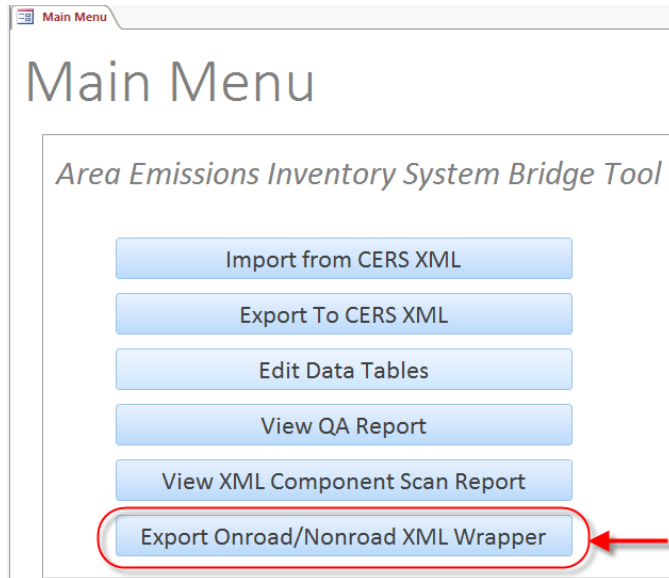 Main Menu
Main Menu
Area Emissions Inventory System Bridge Tool
Import from CERS XML
Export To CERS XML
Edit Data Tables
View QA Report
View XML Component Scan Report
Export Onroad/Nonroad XML Wrapper